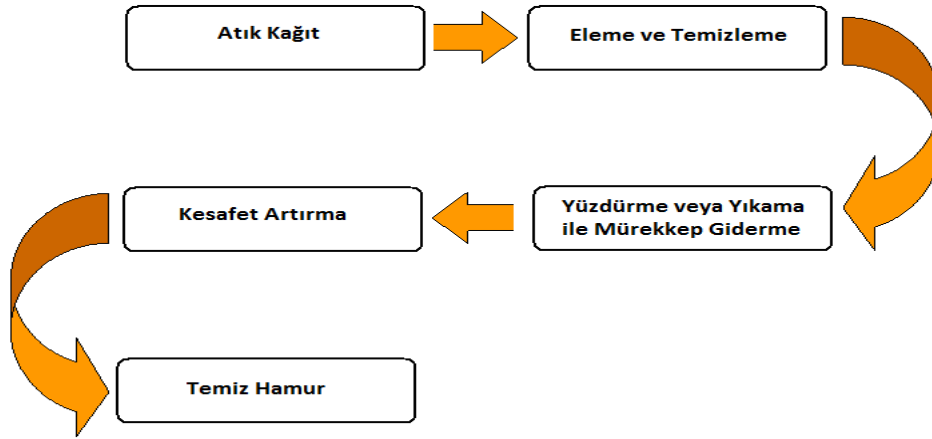 Atık Kağıt
Eleme ve Temizleme
Yüzdürme veya Yıkama
ile Mürekkep Giderme
Kesafet Artırma
Temiz Hamur